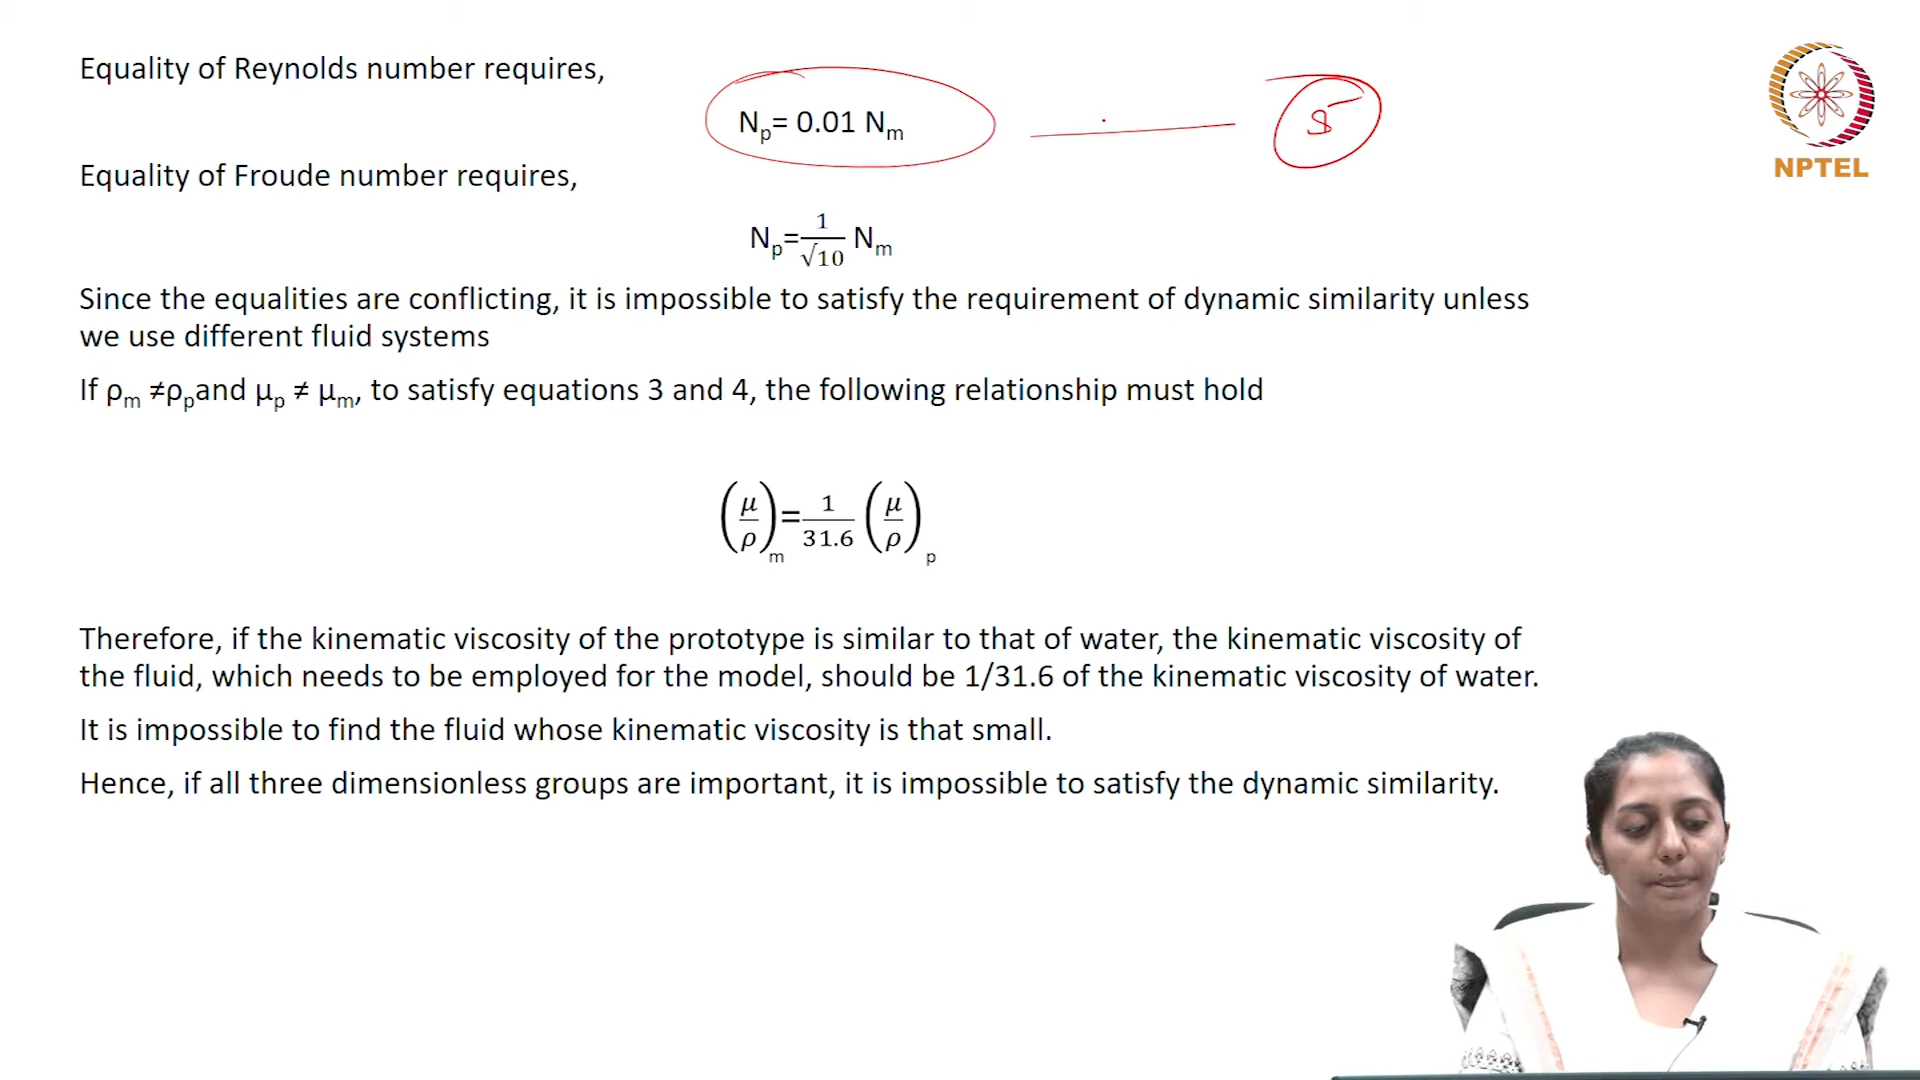 Equality of Reynolds number requires,
Nₚ= 0.01 Nₘ 5
NPTEL
Equality of Froude number requires,
Nₚ=1/√10 Nₘ
Since the equalities are conflicting, it is impossible to satisfy the requirement of dynamic similarity unless
we use different fluid systems
If ρₘ ≠ρₚand μₚ ≠ μₘ, to satisfy equations 3 and 4, the following relationship must hold
(μ/ρ)ₘ=1/31.6 (μ/ρ)ₚ
Therefore, if the kinematic viscosity of the prototype is similar to that of water, the kinematic viscosity of
the fluid, which needs to be employed for the model, should be 1/31.6 of the kinematic viscosity of water.
It is impossible to find the fluid whose kinematic viscosity is that small.
Hence, if all three dimensionless groups are important, it is impossible to satisfy the dynamic similarity.